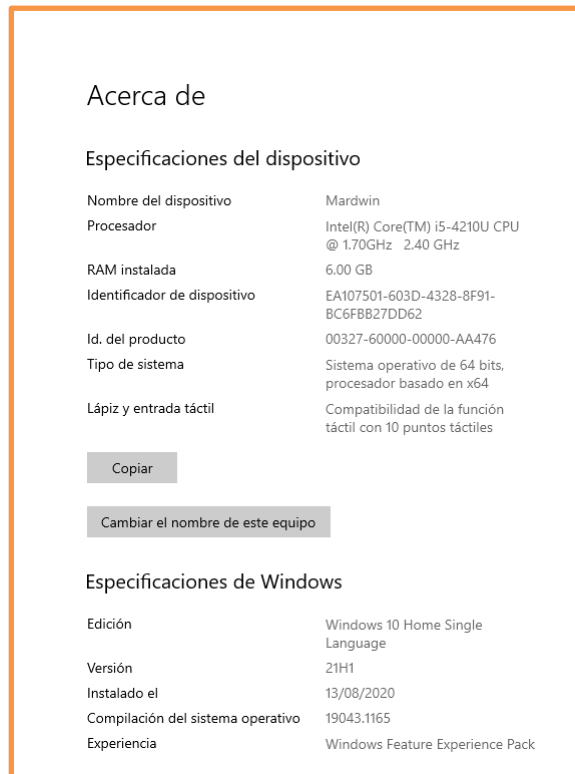 Acerca de
Especificaciones del dispositivo
Nombre del dispositivo Mardwin
Procesador Intel(R) Core(TM) i5-4210U CPU
@ 1.70GHz 2.40 GHz
RAM instalada 6.00 GB
Identificador de dispositivo EA107501-603D-4328-8F91-
BC6FBB27DD62
Id. del producto 00327-60000-00000-AA476
Tipo de sistema Sistema operativo de 64 bits,
procesador basado en x64
Lápiz y entrada táctil Compatibilidad de la función
táctil con 10 puntos táctiles
Copiar
Cambiar el nombre de este equipo
Especificaciones de Windows
Edición Windows 10 Home Single
Language
Versión 21H1
Instalado el 13/08/2020
Compilación del sistema operativo 19043.1165
Experiencia Windows Feature Experience Pack